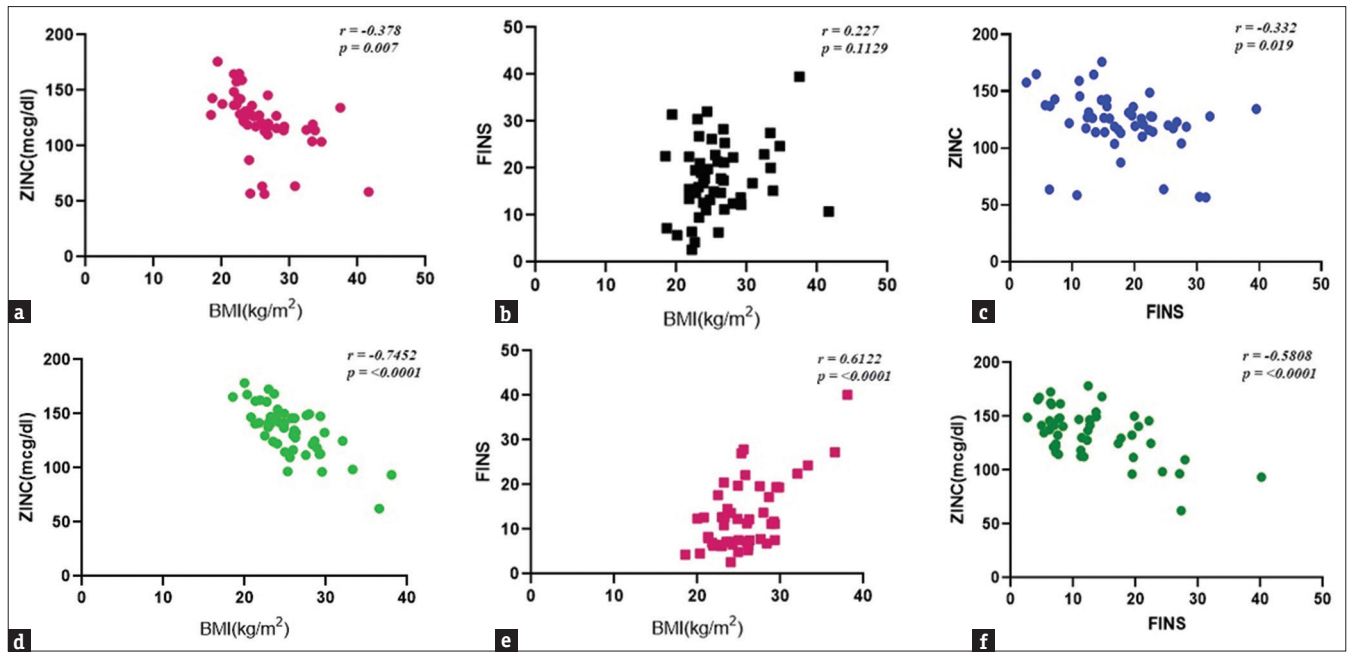 r = -0.378
p = 0.007
200
150
100
50
0
ZINC(mcg/dl)
0 10 20 30 40 50
BMI(kg/m²)
a
r = 0.227
p = 0.1129
50
40
30
20
10
0
FINS
0 10 20 30 40 50
BMI(kg/m²)
b
r = -0.332
p = 0.019
200
150
100
50
0
ZINC
0 10 20 30 40 50
FINS
c
r = -0.7452
p = <0.0001
200
150
100
50
0
ZINC(mcg/dl)
0 10 20 30 40
BMI(kg/m²)
d
r = 0.6122
p = <0.0001
50
40
30
20
10
0
FINS
0 10 20 30 40
BMI(kg/m²)
e
r = -0.5808
p = <0.0001
200
150
100
50
0
ZINC(mcg/dl)
0 10 20 30 40 50
FINS
f